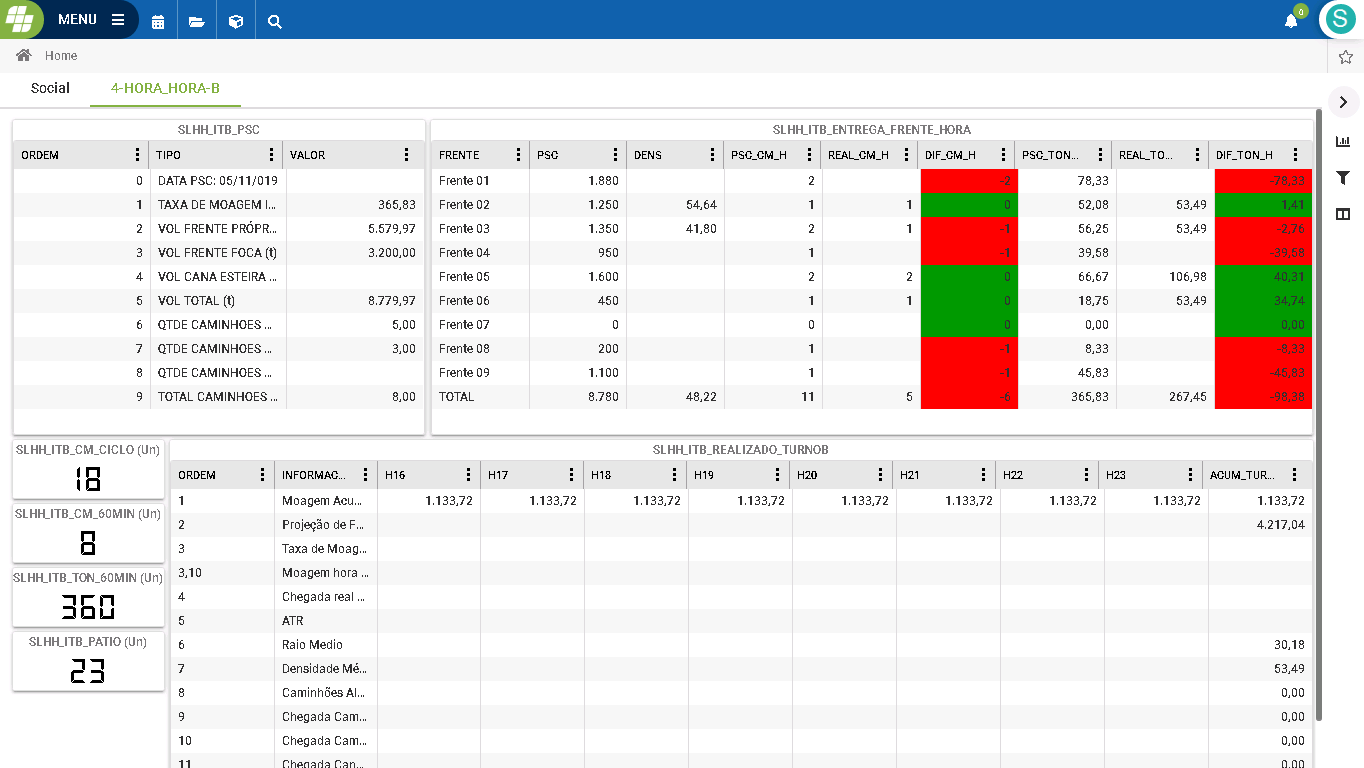 MENU
0
S
Home
Social 4-HORA_HORA-B
SLHH_ITB_PSC
ORDEM TIPO VALOR
0 DATA PSC: 05/11/019
1 TAXA DE MOAGEM I... 365,83
2 VOL FRENTE PRÓPR... 5.579,97
3 VOL FRENTE FOCA (t) 3.200,00
4 VOL CANA ESTEIRA ...
5 VOL TOTAL (t) 8.779,97
6 QTDE CAMINHOES ... 5,00
7 QTDE CAMINHOES ... 3,00
8 QTDE CAMINHOES ...
9 TOTAL CAMINHOES ... 8,00
SLHH_ITB_ENTREGA_FRENTE_HORA
FRENTE PSC DENS PSC_CM_H REAL_CM_H DIF_CM_H PSC_TON... REAL_TO... DIF_TON_H
Frente 01 1.880 2 -2 78,33 -78,33
Frente 02 1.250 54,64 1 1 0 52,08 53,49 1,41
Frente 03 1.350 41,80 2 1 -1 56,25 53,49 -2,76
Frente 04 950 1 -1 39,58 -39,58
Frente 05 1.600 2 2 0 66,67 106,98 40,31
Frente 06 450 1 1 0 18,75 53,49 34,74
Frente 07 0 0 0 0,00 0,00
Frente 08 200 1 -1 8,33 -8,33
Frente 09 1.100 1 -1 45,83 -45,83
TOTAL 8.780 48,22 11 5 -6 365,83 267,45 -98,38
SLHH_ITB_CM_CICLO (Un)
18
SLHH_ITB_CM_60MIN (Un)
8
SLHH_ITB_TON_60MIN (Un)
360
SLHH_ITB_PATIO (Un)
23
SLHH_ITB_REALIZADO_TURNOB
ORDEM INFORMAC... H16 H17 H18 H19 H20 H21 H22 H23 ACUM_TUR...
1 Moagem Acu... 1.133,72 1.133,72 1.133,72 1.133,72 1.133,72 1.133,72 1.133,72 1.133,72 1.133,72
2 Projeção de F... 4.217,04
3 Taxa de Moag...
3,10 Moagem hora ...
4 Chegada real ...
5 ATR
6 Raio Medio 30,18
7 Densidade Mé... 53,49
8 Caminhões Al... 0,00
9 Chegada Cam... 0,00
10 Chegada Cam... 0,00
11 Chegada Can... 0,00